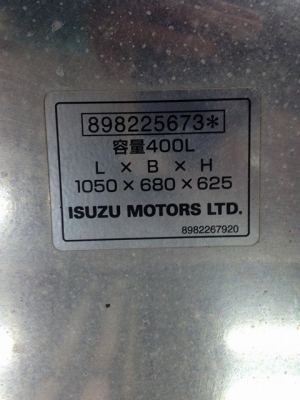 898225673*
容量400L
L × B × H
1050 × 680 × 625
ISUZU MOTORS LTD.
8982267920